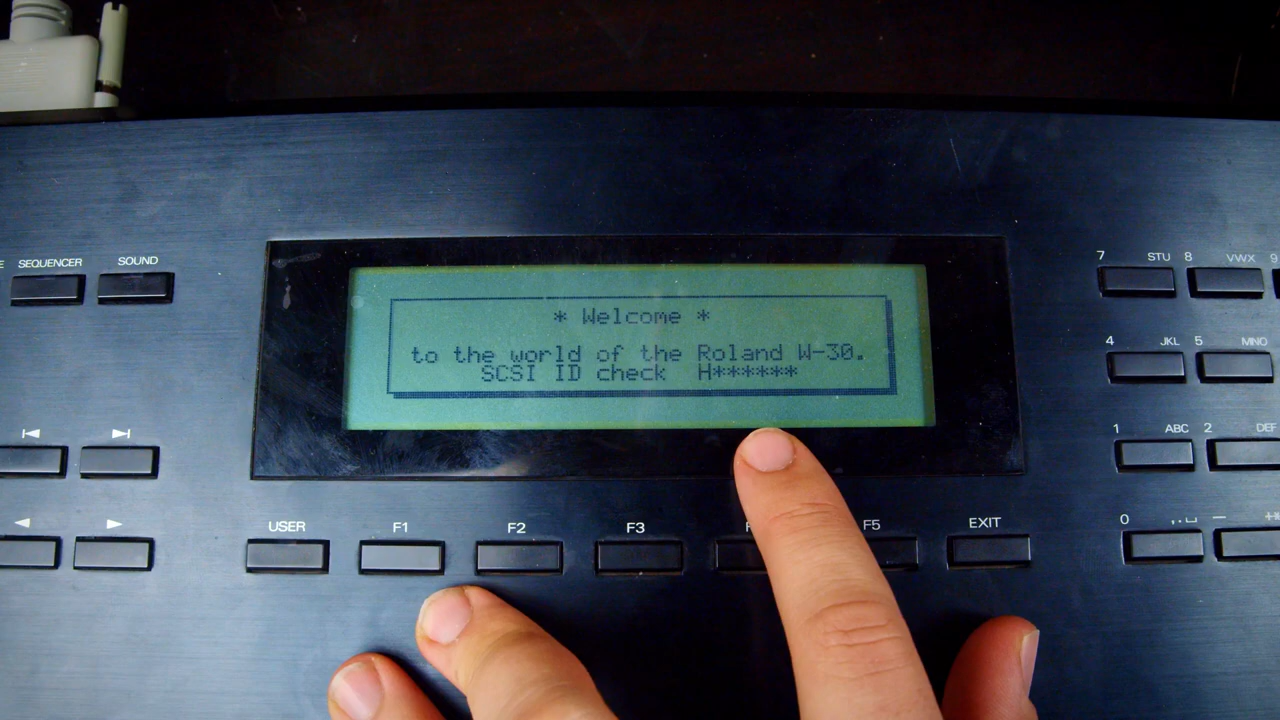 SEQUENCER SOUND
7 STU 8 VWX 9
* Welcome *
to the world of the Roland W-30.
SCSI ID check H******
4 JKL 5 MNO
1 ABC 2 DEF
USER F1 F2 F3 F5 EXIT
0 –